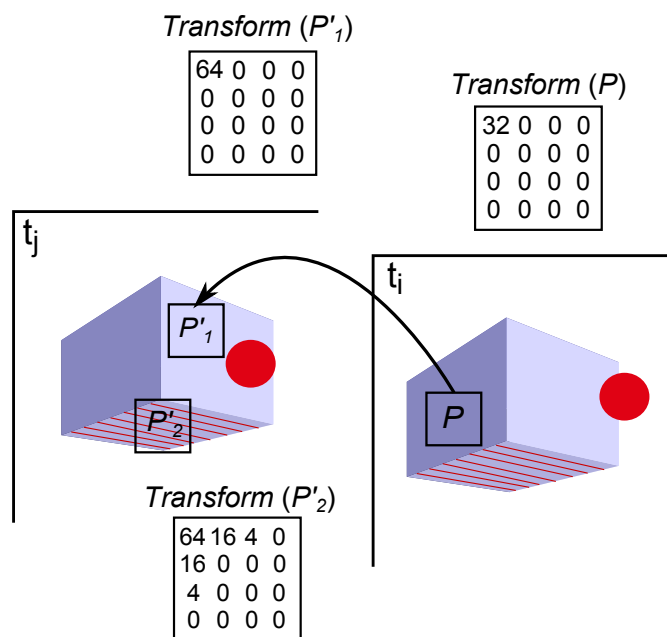 Transform (P'₁)
64 0 0 0
0 0 0 0
0 0 0 0
0 0 0 0
Transform (P)
32 0 0 0
0 0 0 0
0 0 0 0
0 0 0 0
tⱼ
P'₁
P'₂
tᵢ
P
Transform (P'₂)
64 16 4 0
16 0 0 0
4 0 0 0
0 0 0 0